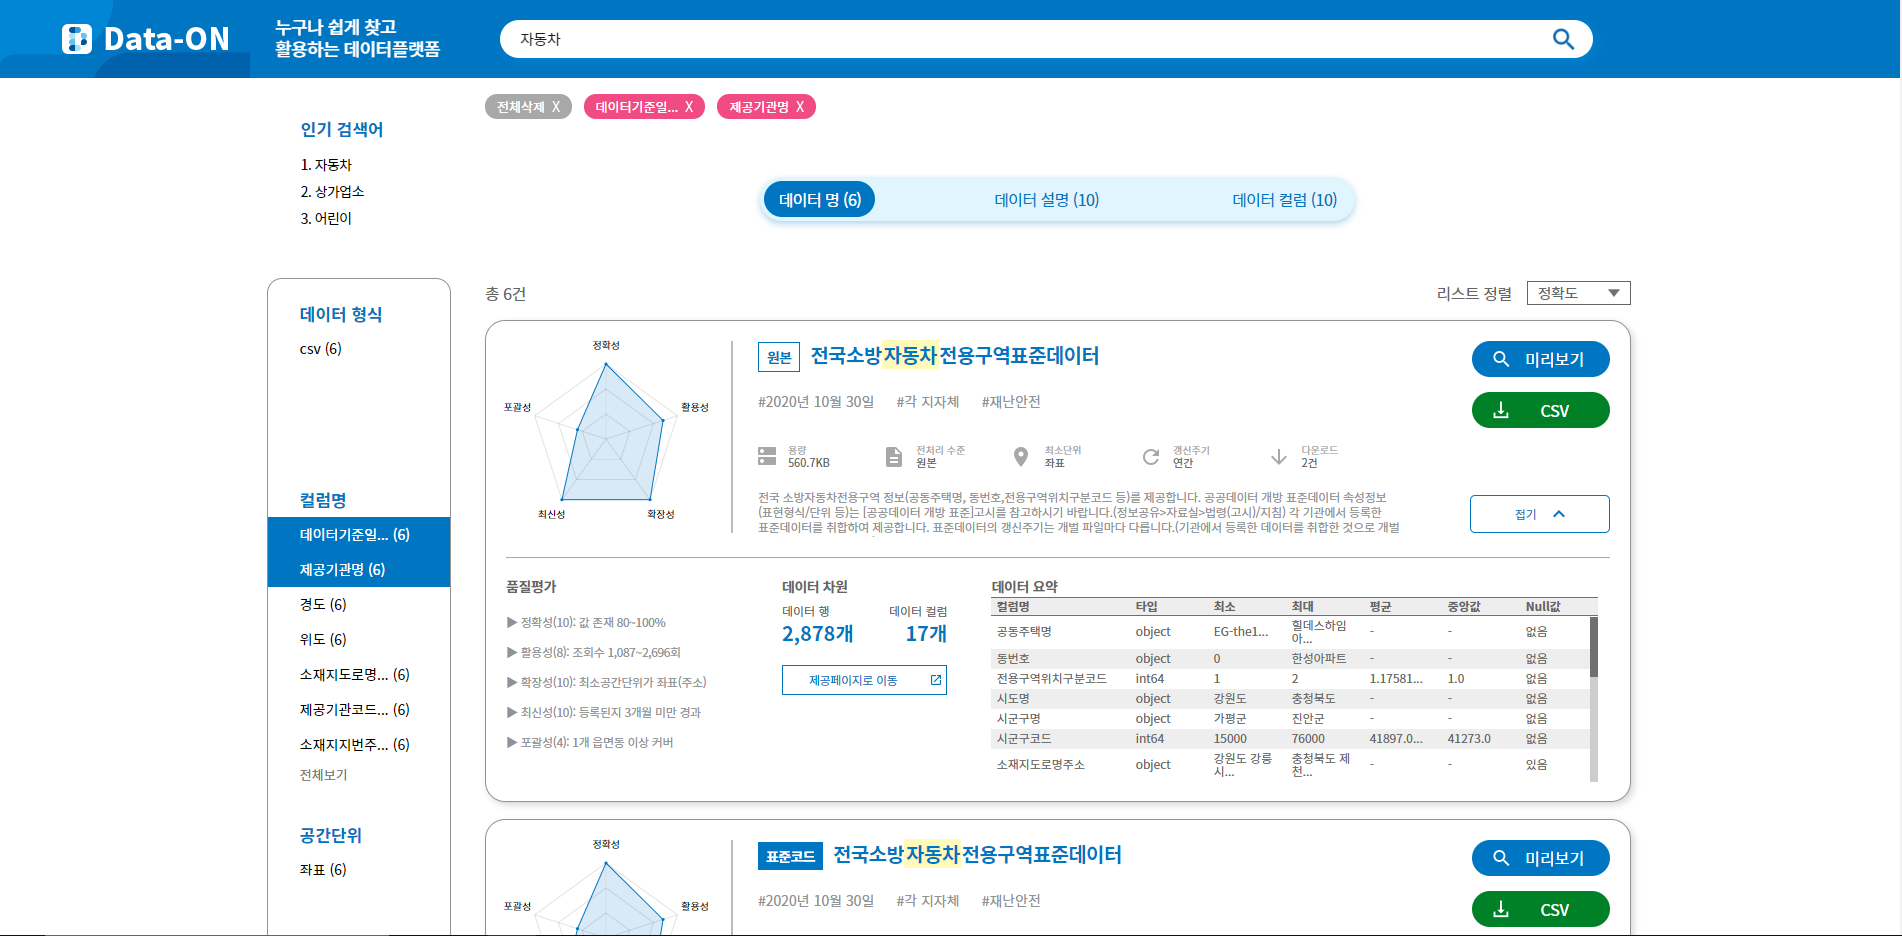 Data-ON
누구나 쉽게 찾고
활용하는 데이터플랫폼
자동차
전체삭제 X
데이터기준일... X
제공기관명 X
인기 검색어
1. 자동차
2. 상가업소
3. 어린이
데이터 명 (6)
데이터 설명 (10)
데이터 컬럼 (10)
데이터 형식
csv (6)
컬럼명
데이터기준일... (6)
제공기관명 (6)
경도 (6)
위도 (6)
소재지도로명... (6)
제공기관코드... (6)
소재지지번주... (6)
전체보기
공간단위
좌표 (6)
총 6건
리스트 정렬
정확도
정확성
포괄성
활용성
최신성
확장성
원본 전국소방자동차전용구역표준데이터
#2020년 10월 30일 #각 지자체 #재난안전
용량
560.7KB
전처리 수준
원본
최소단위
좌표
갱신주기
연간
다운로드
2건
전국 소방자동차전용구역 정보(공동주택명, 동번호,전용구역위치구분코드 등)를 제공합니다. 공공데이터 개방 표준데이터 속성정보
(표현형식/단위 등)는 [공공데이터 개방 표준]고시를 참고하시기 바랍니다.(정보공유>자료실>법령(고시)/지침) 각 기관에서 등록한
표준데이터를 취합하여 제공합니다. 표준데이터의 갱신주기는 개별 파일마다 다릅니다.(기관에서 등록한 데이터를 취합한 것으로 개별
미리보기
CSV
접기
품질평가
▶ 정확성(10): 값 존재 80~100%
▶ 활용성(8): 조회수 1,087~2,696회
▶ 확장성(10): 최소공간단위가 좌표(주소)
▶ 최신성(10): 등록된지 3개월 미만 경과
▶ 포괄성(4): 1개 읍면동 이상 커버
데이터 차원
데이터 행 데이터 컬럼
2,878개 17개
제공페이지로 이동
데이터 요약
컬럼명 타입 최소 최대 평균 중앙값 Null값
공동주택명 object EG-the1... 힐데스하임
아... - - 없음
동번호 object 0 한성아파트 - - 없음
전용구역위치구분코드 int64 1 2 1.17581... 1.0 없음
시도명 object 강원도 충청북도 - - 없음
시군구명 object 가평군 진안군 - - 없음
시군구코드 int64 15000 76000 41897.0... 41273.0 없음
소재지도로명주소 object 강원도 강릉
시... 충청북도 제
천... - - 있음
정확성
포괄성
활용성
표준코드 전국소방자동차전용구역표준데이터
#2020년 10월 30일 #각 지자체 #재난안전
미리보기
CSV